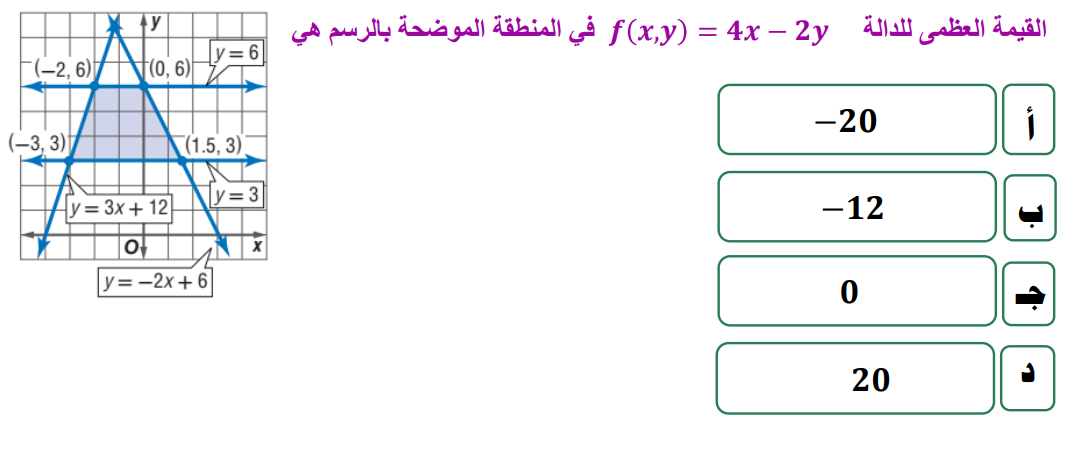 القيمة العظمى للدالة f(x,y) = 4x − 2y في المنطقة الموضحة بالرسم هي
أ −20
ب −12
جـ 0
د 20
y
y = 6
(−2, 6) (0, 6)
(−3, 3) (1.5, 3)
y = 3
y = 3x + 12
O x
y = −2x + 6